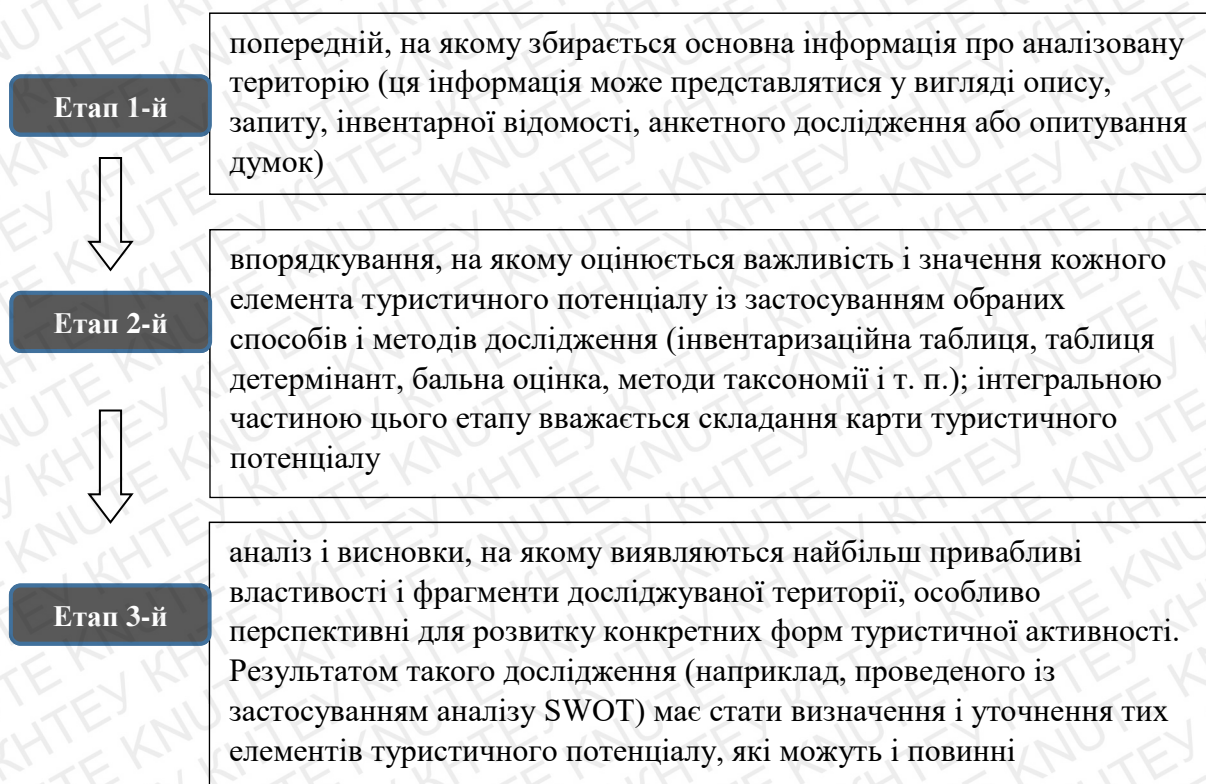 попередній, на якому збирається основна інформація про аналізовану
територію (ця інформація може представлятися у вигляді опису,
запиту, інвентарної відомості, анкетного дослідження або опитування
думок)
Етап 1-й
впорядкування, на якому оцінюється важливість і значення кожного
елемента туристичного потенціалу із застосуванням обраних
способів і методів дослідження (інвентаризаційна таблиця, таблиця
детермінант, бальна оцінка, методи таксономії і т. п.); інтегральною
частиною цього етапу вважається складання карти туристичного
потенціалу
Етап 2-й
аналіз і висновки, на якому виявляються найбільш привабливі
властивості і фрагменти досліджуваної території, особливо
перспективні для розвитку конкретних форм туристичної активності.
Результатом такого дослідження (наприклад, проведеного із
застосуванням аналізу SWOT) має стати визначення і уточнення тих
елементів туристичного потенціалу, які можуть і повинні
Етап 3-й